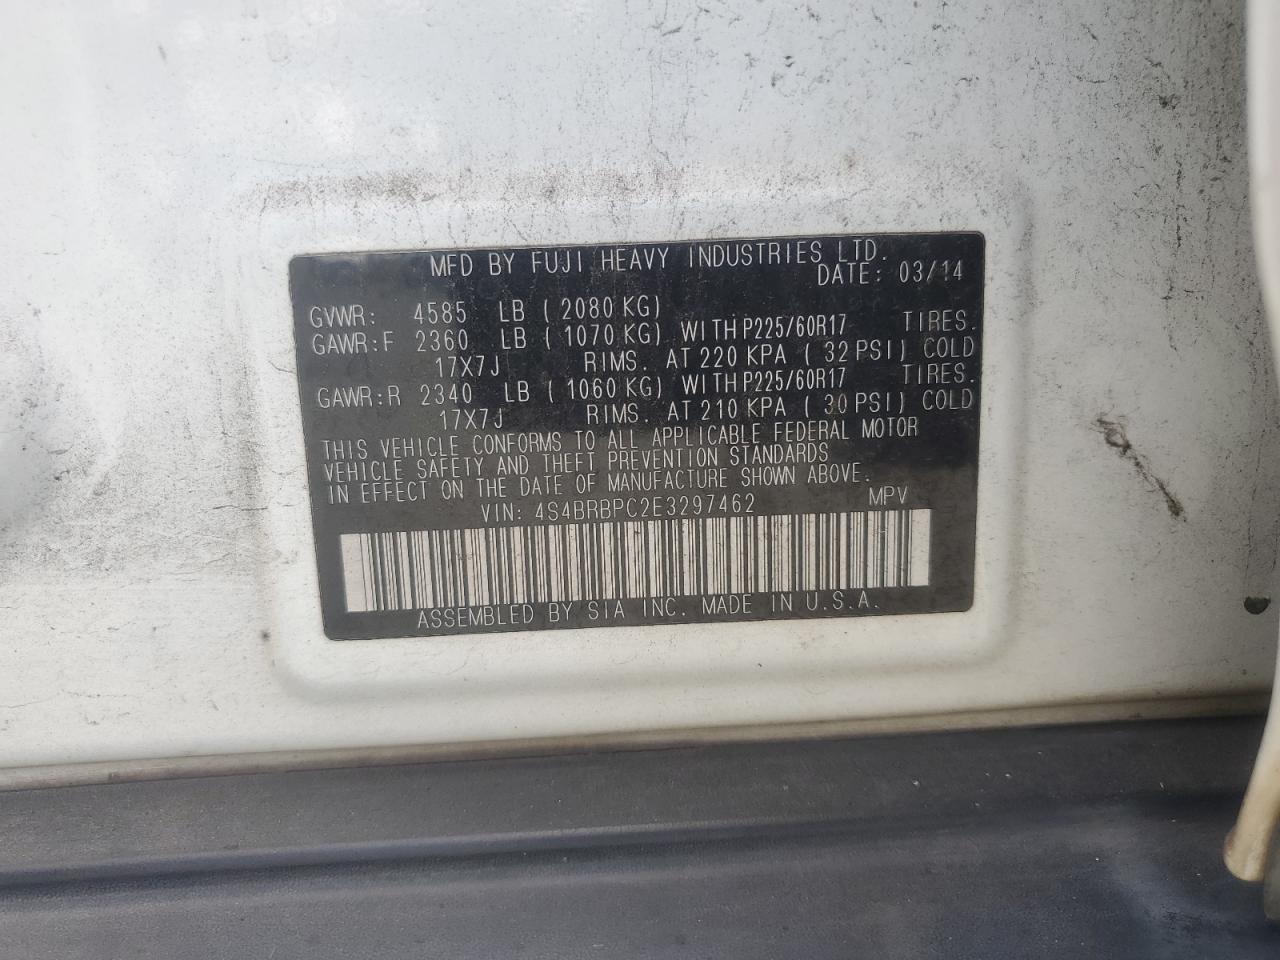 MFD BY FUJI HEAVY INDUSTRIES LTD.
DATE: 03/14
GVWR: 4585 LB ( 2080 KG)
GAWR:F 2360 LB ( 1070 KG) WITH P225/60R17 TIRES.
17X7J RIMS. AT 220 KPA ( 32 PSI) COLD
GAWR:R 2340 LB ( 1060 KG) WITH P225/60R17 TIRES.
17X7J RIMS. AT 210 KPA ( 30 PSI) COLD
THIS VEHICLE CONFORMS TO ALL APPLICABLE FEDERAL MOTOR
VEHICLE SAFETY AND THEFT PREVENTION STANDARDS
IN EFFECT ON THE DATE OF MANUFACTURE SHOWN ABOVE.
VIN: 4S4BRBPC2E3297462 MPV
ASSEMBLED BY SIA INC. MADE IN U.S.A.